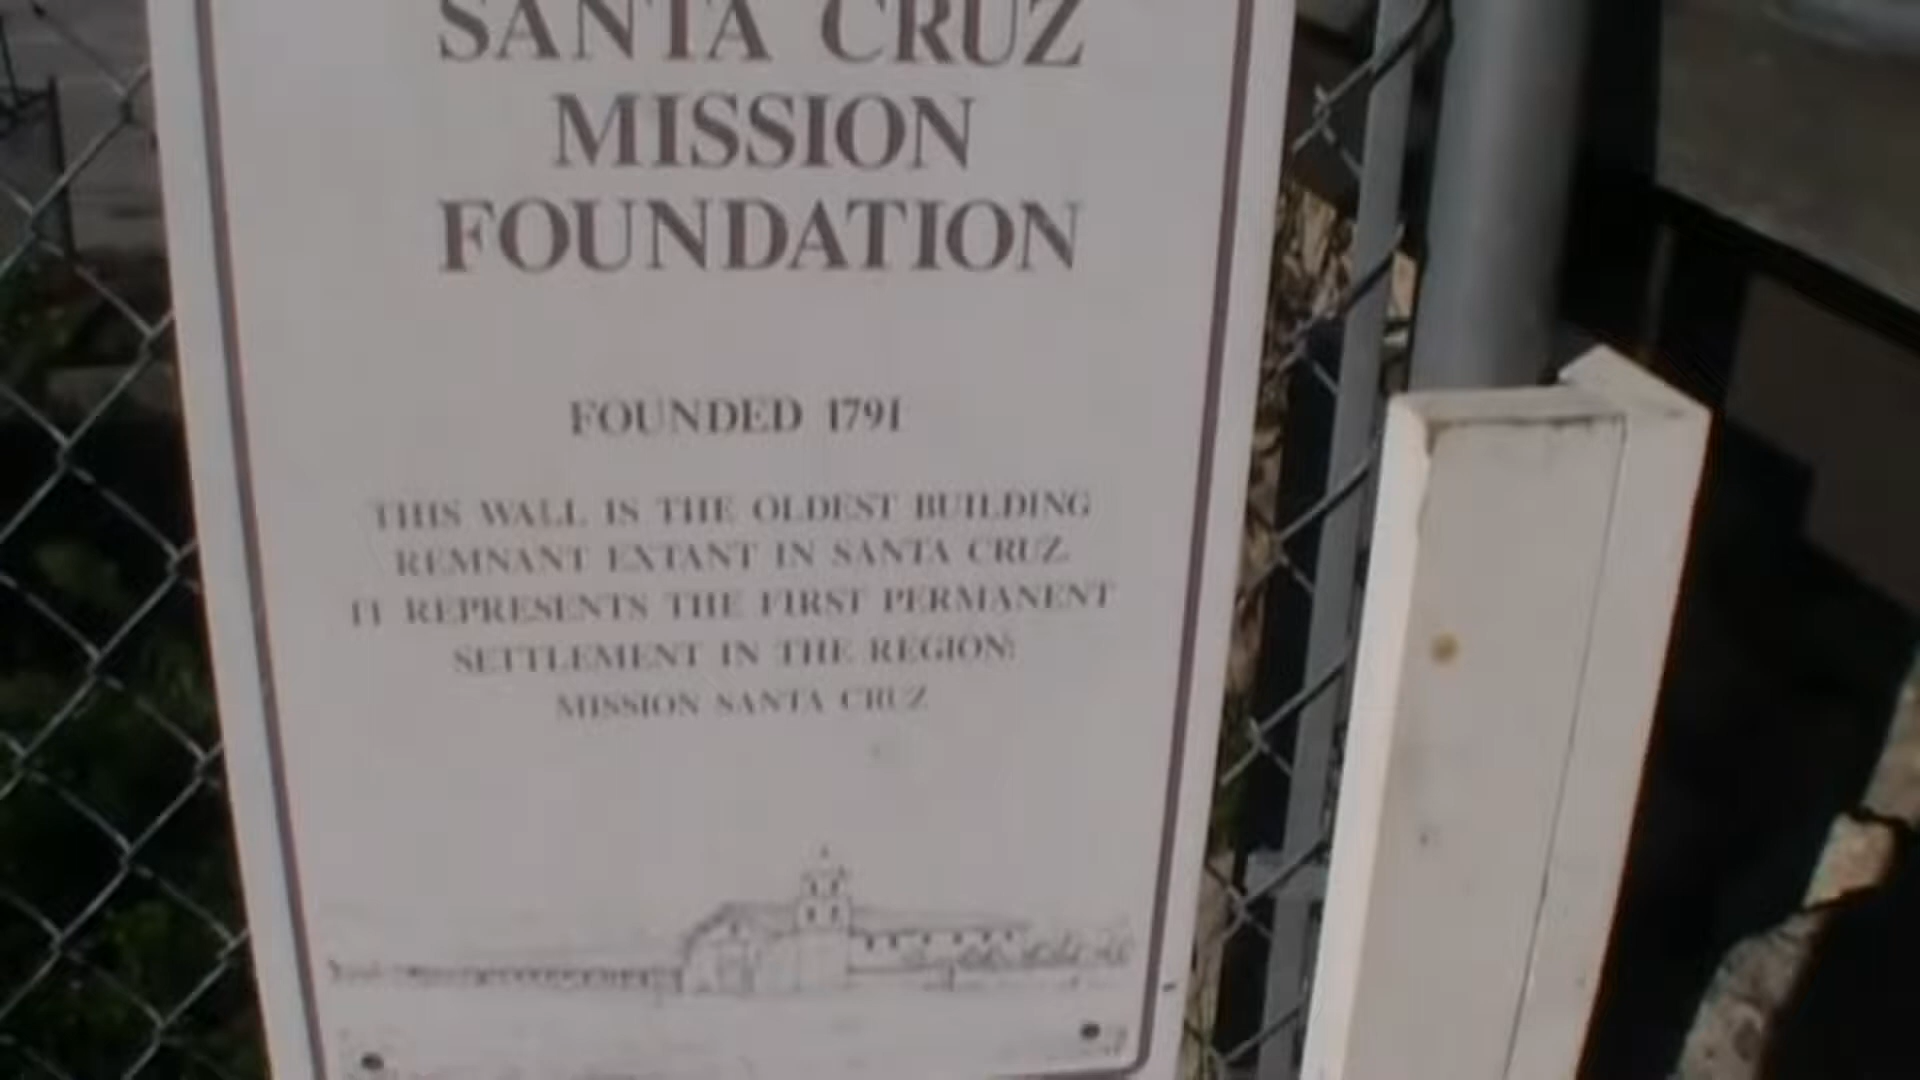 SANTA CRUZ
MISSION
FOUNDATION
FOUNDED 1791
THIS WALL IS THE OLDEST BUILDING
REMNANT EXTANT IN SANTA CRUZ.
IT REPRESENTS THE FIRST PERMANENT
SETTLEMENT IN THE REGION:
MISSION SANTA CRUZ